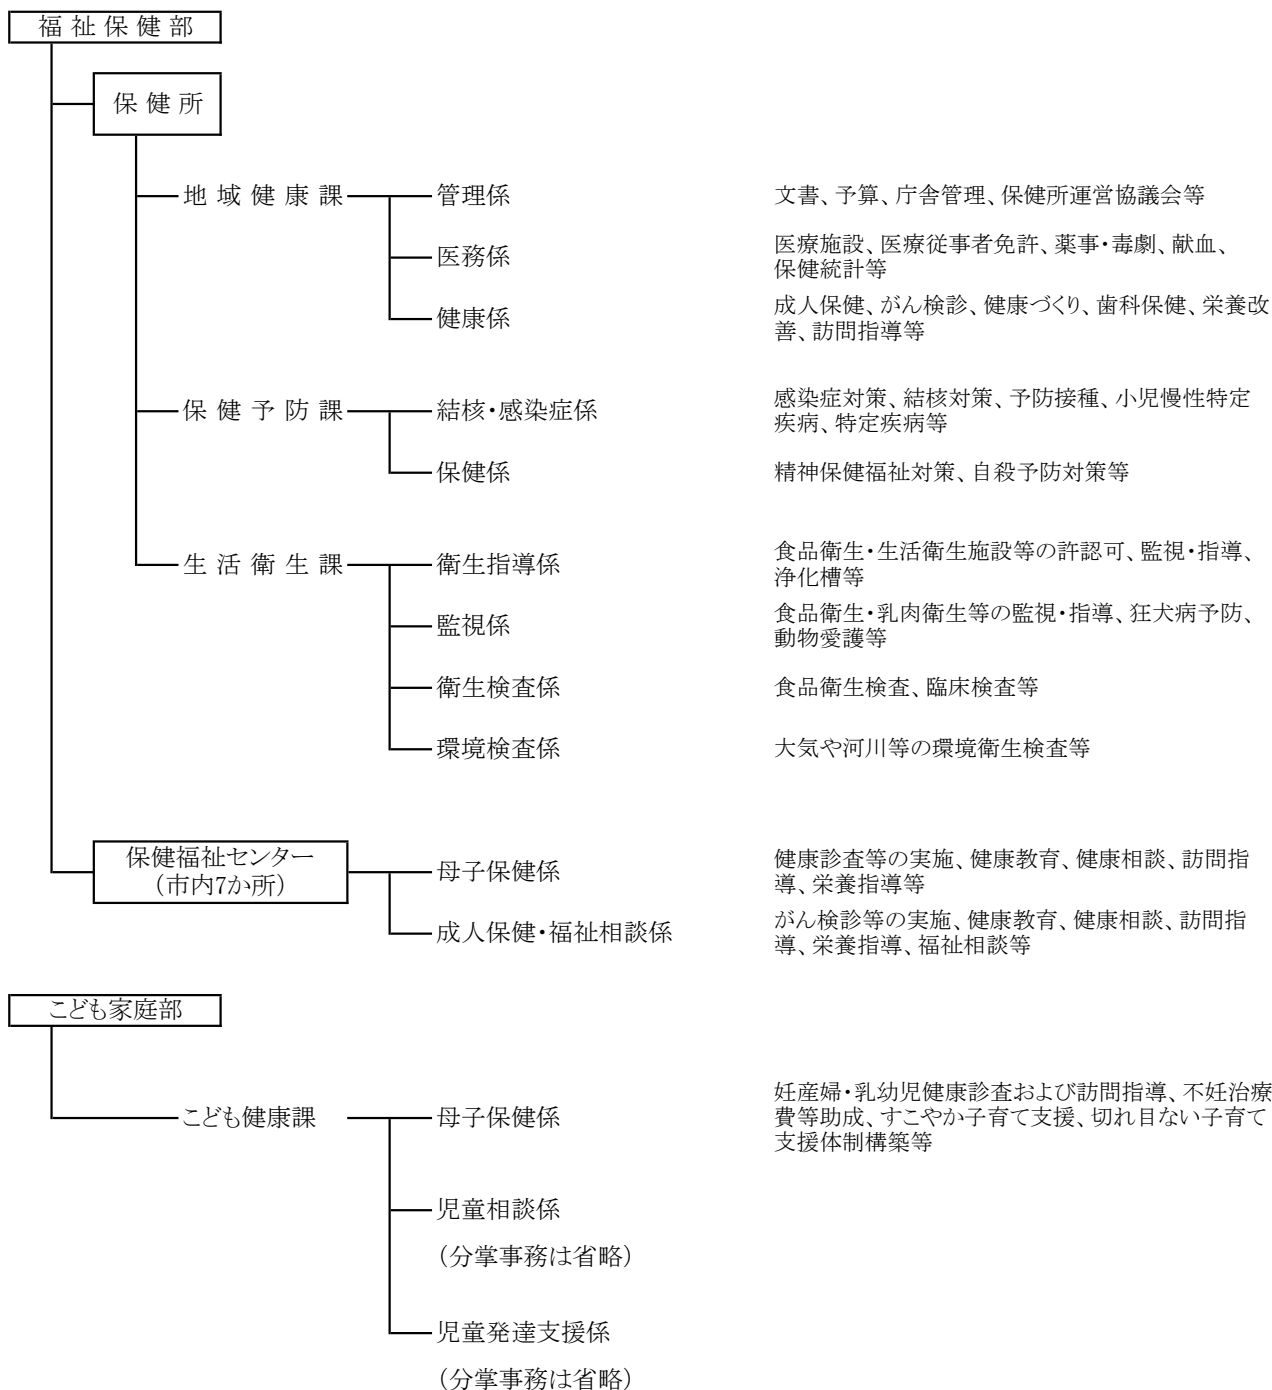 福祉保健部
保健所
地域健康課
管理係
文書、予算、庁舎管理、保健所運営協議会等
医務係
医療施設、医療従事者免許、薬事・毒劇、献血、
保健統計等
健康係
成人保健、がん検診、健康づくり、歯科保健、栄養改
善、訪問指導等
保健予防課
結核・感染症係
感染症対策、結核対策、予防接種、小児慢性特定
疾病、特定疾病等
保健係
精神保健福祉対策、自殺予防対策等
生活衛生課
衛生指導係
食品衛生・生活衛生施設等の許認可、監視・指導、
浄化槽等
監視係
食品衛生・乳肉衛生等の監視・指導、狂犬病予防、
動物愛護等
衛生検査係
食品衛生検査、臨床検査等
環境検査係
大気や河川等の環境衛生検査等
保健福祉センター
（市内7か所）
母子保健係
健康診査等の実施、健康教育、健康相談、訪問指
導、栄養指導等
成人保健・福祉相談係
がん検診等の実施、健康教育、健康相談、訪問指
導、栄養指導、福祉相談等
こども家庭部
こども健康課
母子保健係
妊産婦・乳幼児健康診査および訪問指導、不妊治療
費等助成、すこやか子育て支援、切れ目ない子育て
支援体制構築等
児童相談係
（分掌事務は省略）
児童発達支援係
（分掌事務は省略）